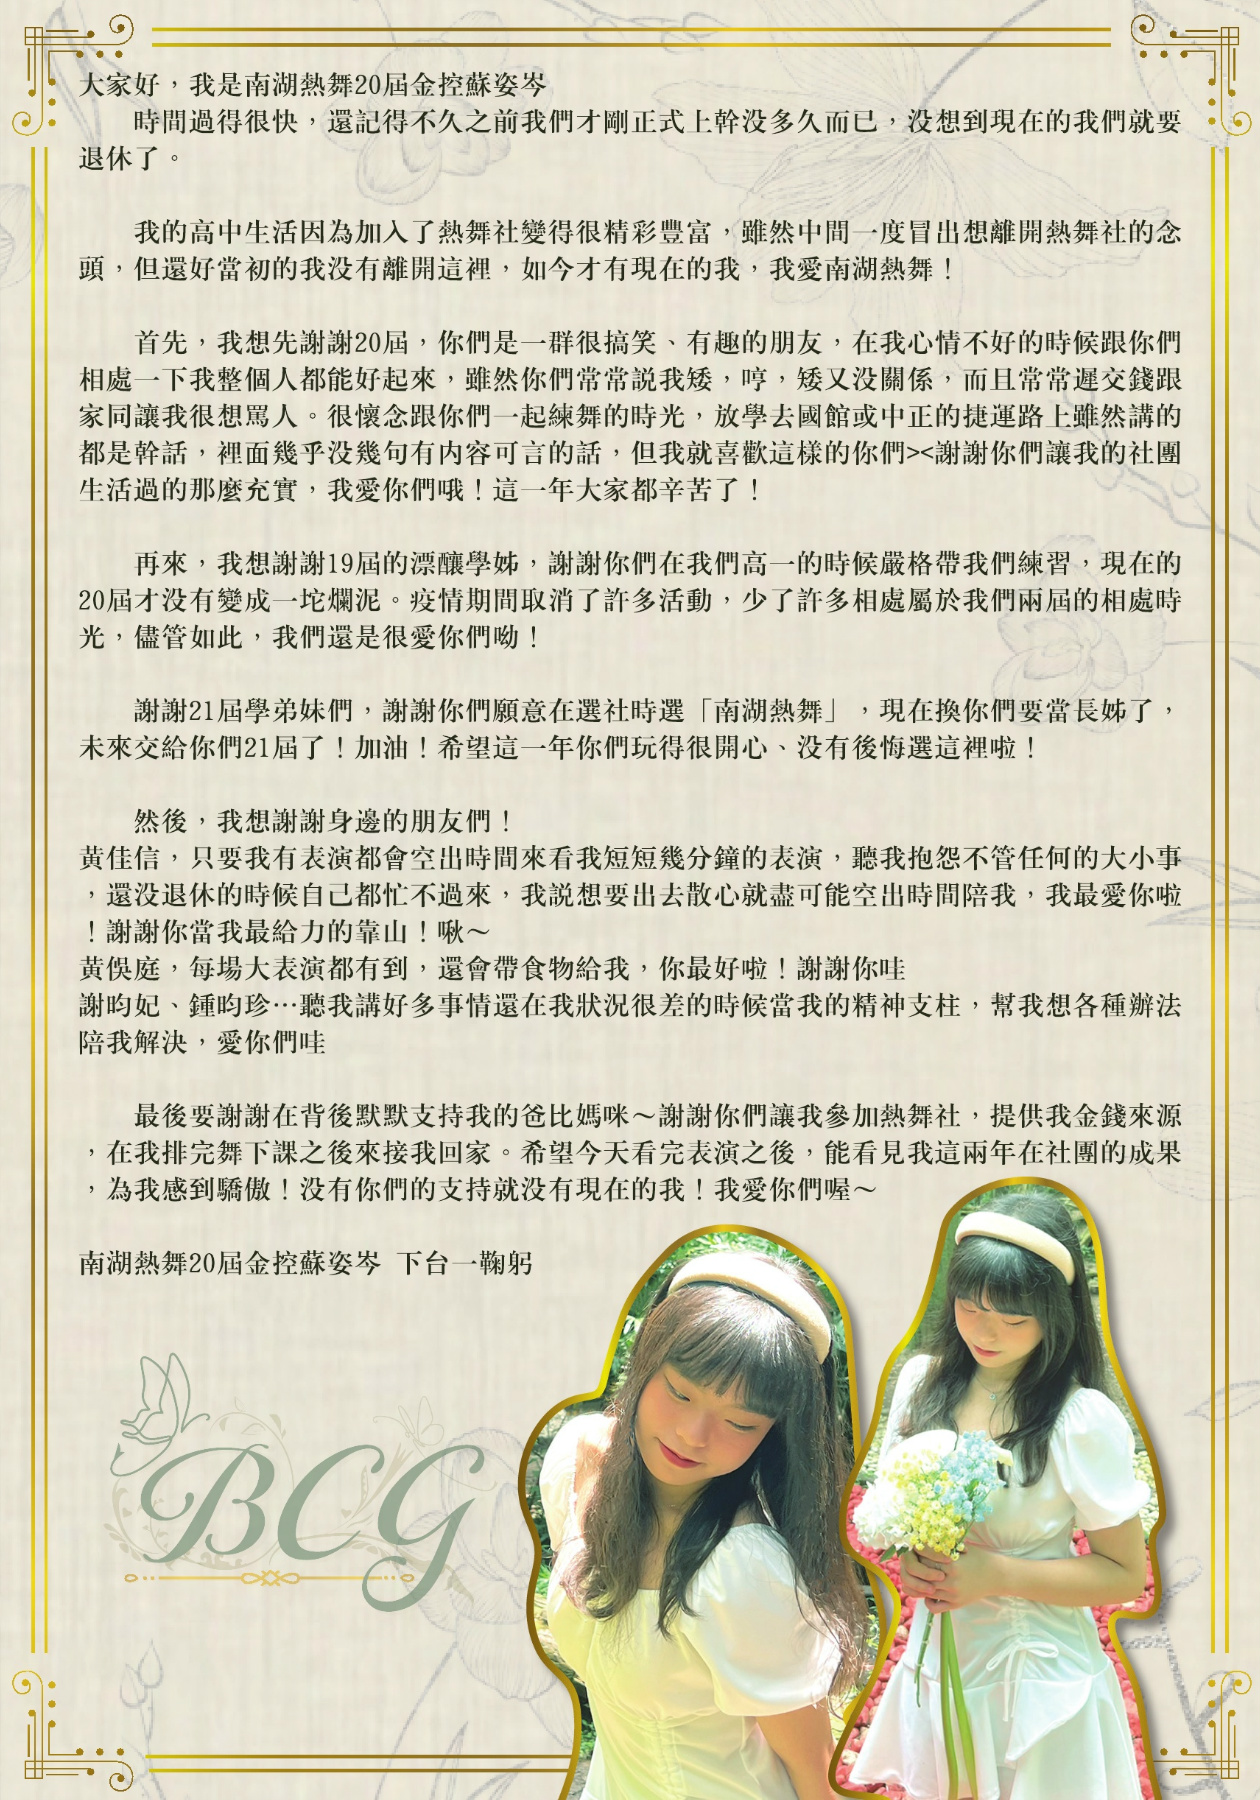 大家好，我是南湖熱舞20屆金控蘇姿岑
時間過得很快，還記得不久之前我們才剛正式上幹没多久而已，没想到現在的我們就要
退休了。
我的高中生活因為加入了熱舞社變得很精彩豐富，雖然中間一度冒出想離開熱舞社的念
頭，但還好當初的我没有離開這裡，如今才有現在的我，我愛南湖熱舞！
首先，我想先謝謝20屆，你們是一群很搞笑、有趣的朋友，在我心情不好的時候跟你們
相處一下我整個人都能好起來，雖然你們常常説我矮，哼，矮又没關係，而且常常遲交錢跟
家同讓我很想罵人。很懷念跟你們一起練舞的時光，放學去國館或中正的捷運路上雖然講的
都是幹話，裡面幾乎没幾句有内容可言的話，但我就喜歡這樣的你們><謝謝你們讓我的社團
生活過的那麼充實，我愛你們哦！這一年大家都辛苦了！
再來，我想謝謝19屆的漂釀學姊，謝謝你們在我們高一的時候嚴格帶我們練習，現在的
20屆才没有變成一坨爛泥。疫情期間取消了許多活動，少了許多相處屬於我們兩屆的相處時
光，儘管如此，我們還是很愛你們呦！
謝謝21屆學弟妹們，謝謝你們願意在選社時選「南湖熱舞」，現在換你們要當長姊了，
未來交給你們21屆了！加油！希望這一年你們玩得很開心、没有後悔選這裡啦！
然後，我想謝謝身邊的朋友們！
黃佳信，只要我有表演都會空出時間來看我短短幾分鐘的表演，聽我抱怨不管任何的大小事
，還没退休的時候自己都忙不過來，我説想要出去散心就盡可能空出時間陪我，我最愛你啦
！謝謝你當我最給力的靠山！啾～
黃俁庭，每場大表演都有到，還會帶食物給我，你最好啦！謝謝你哇
謝昀妃、鍾昀珍…聽我講好多事情還在我狀況很差的時候當我的精神支柱，幫我想各種辦法
陪我解決，愛你們哇
最後要謝謝在背後默默支持我的爸比媽咪～謝謝你們讓我參加熱舞社，提供我金錢來源
，在我排完舞下課之後來接我回家。希望今天看完表演之後，能看見我這兩年在社團的成果
，為我感到驕傲！没有你們的支持就没有現在的我！我愛你們喔～
南湖熱舞20屆金控蘇姿岑 下台一鞠躬
BCG